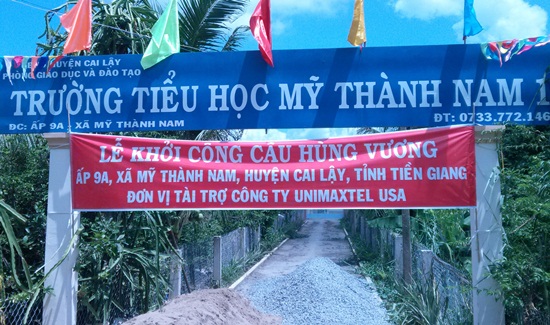 HUYỆN CAI LẬY
PHÒNG GIÁO DỤC VÀ ĐÀO TẠO
TRƯỜNG TIỂU HỌC MỸ THÀNH NAM 1
ĐC: ẤP 9A, XÃ MỸ THÀNH NAM
ĐT: 0733.772.146
LỄ KHỞI CÔNG CẦU HÙNG VƯƠNG
ẤP 9A, XÃ MỸ THÀNH NAM, HUYỆN CAI LẬY, TỈNH TIỀN GIANG
ĐƠN VỊ TÀI TRỢ CÔNG TY UNIMAXTEL USA